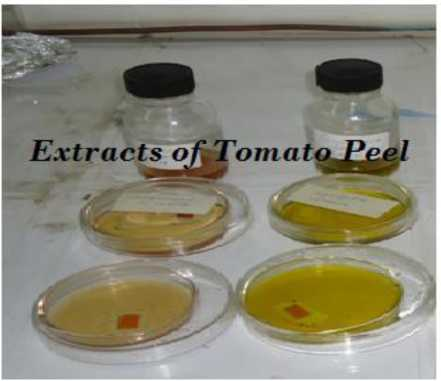 Extracts of Tomato Peel